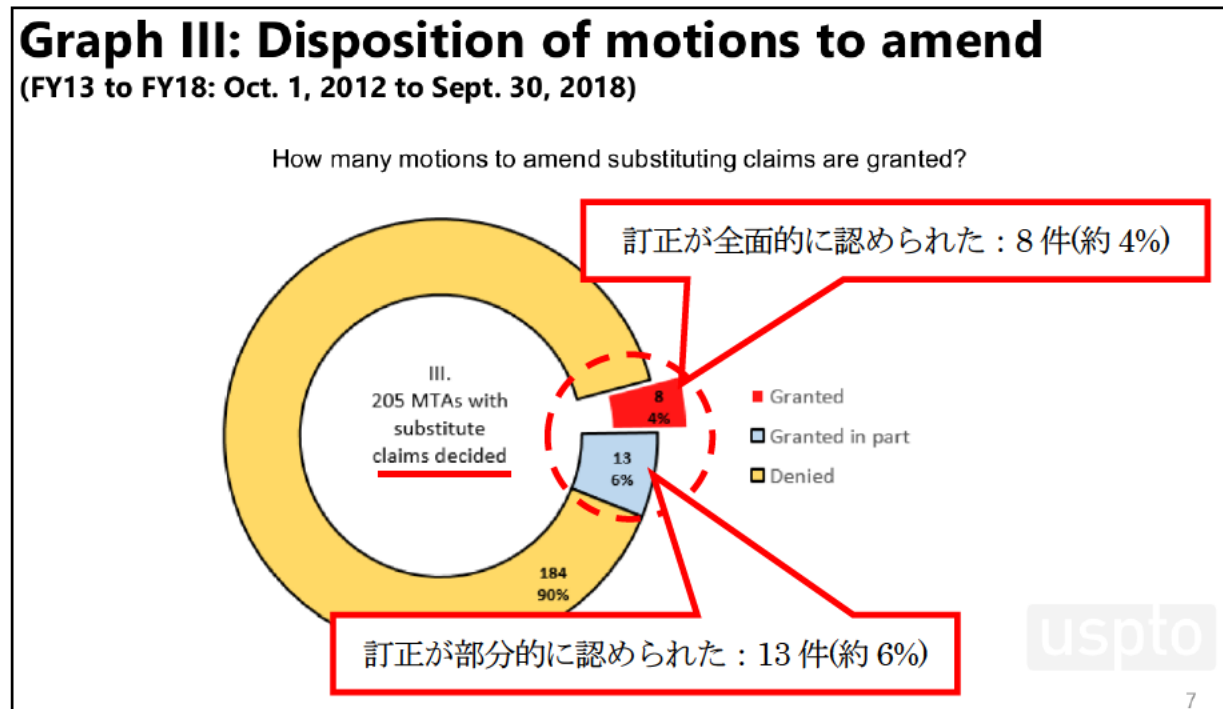 Graph III: Disposition of motions to amend
(FY13 to FY18: Oct. 1, 2012 to Sept. 30, 2018)
How many motions to amend substituting claims are granted?
訂正が全面的に認められた：8 件(約 4%)
III.
205 MTAs with
substitute
claims decided
8
4%
13
6%
184
90%
Granted
Granted in part
Denied
訂正が部分的に認められた：13 件(約 6%)
uspto
7